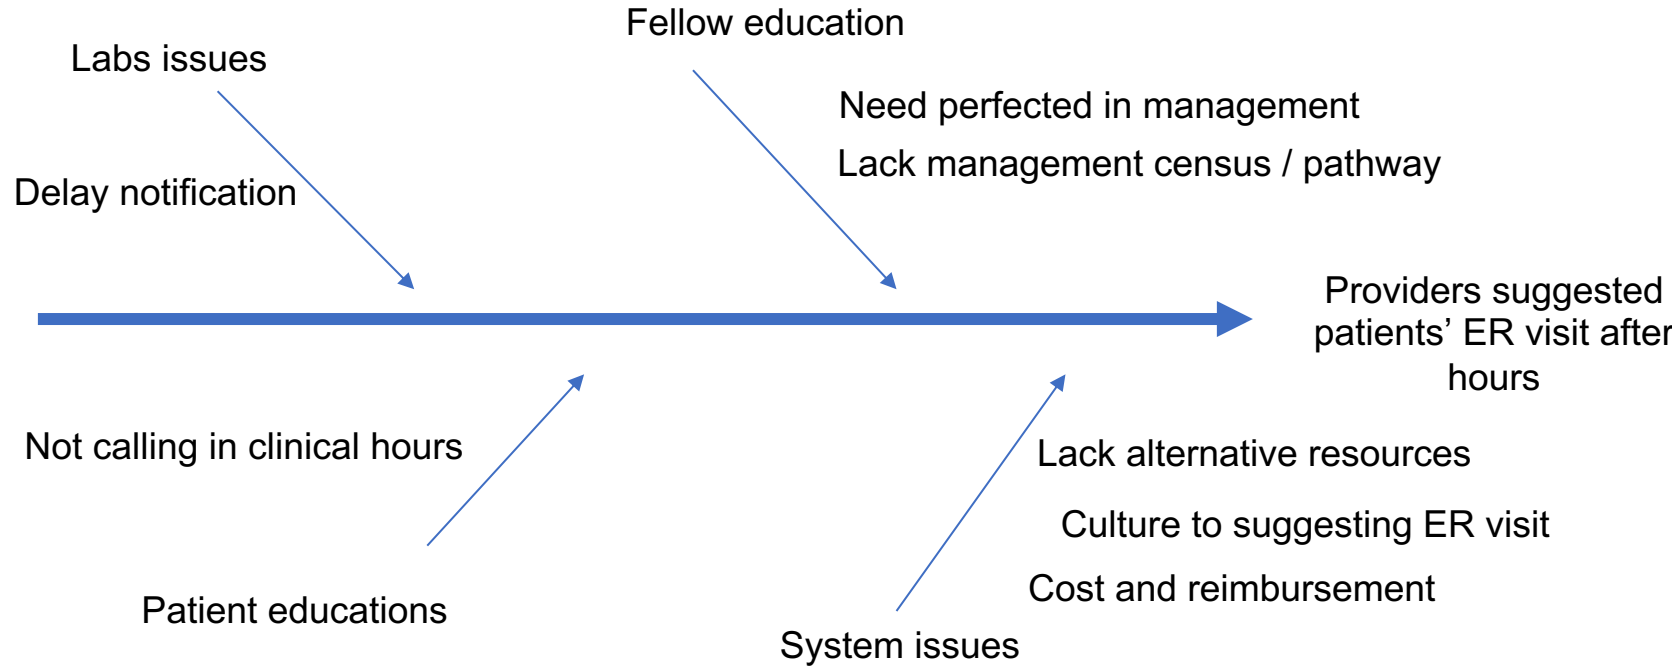 Fellow education
Labs issues
Need perfected in management
Lack management census / pathway
Delay notification
Providers suggested
patients’ ER visit after
hours
Not calling in clinical hours
Lack alternative resources
Culture to suggesting ER visit
Cost and reimbursement
Patient educations
System issues